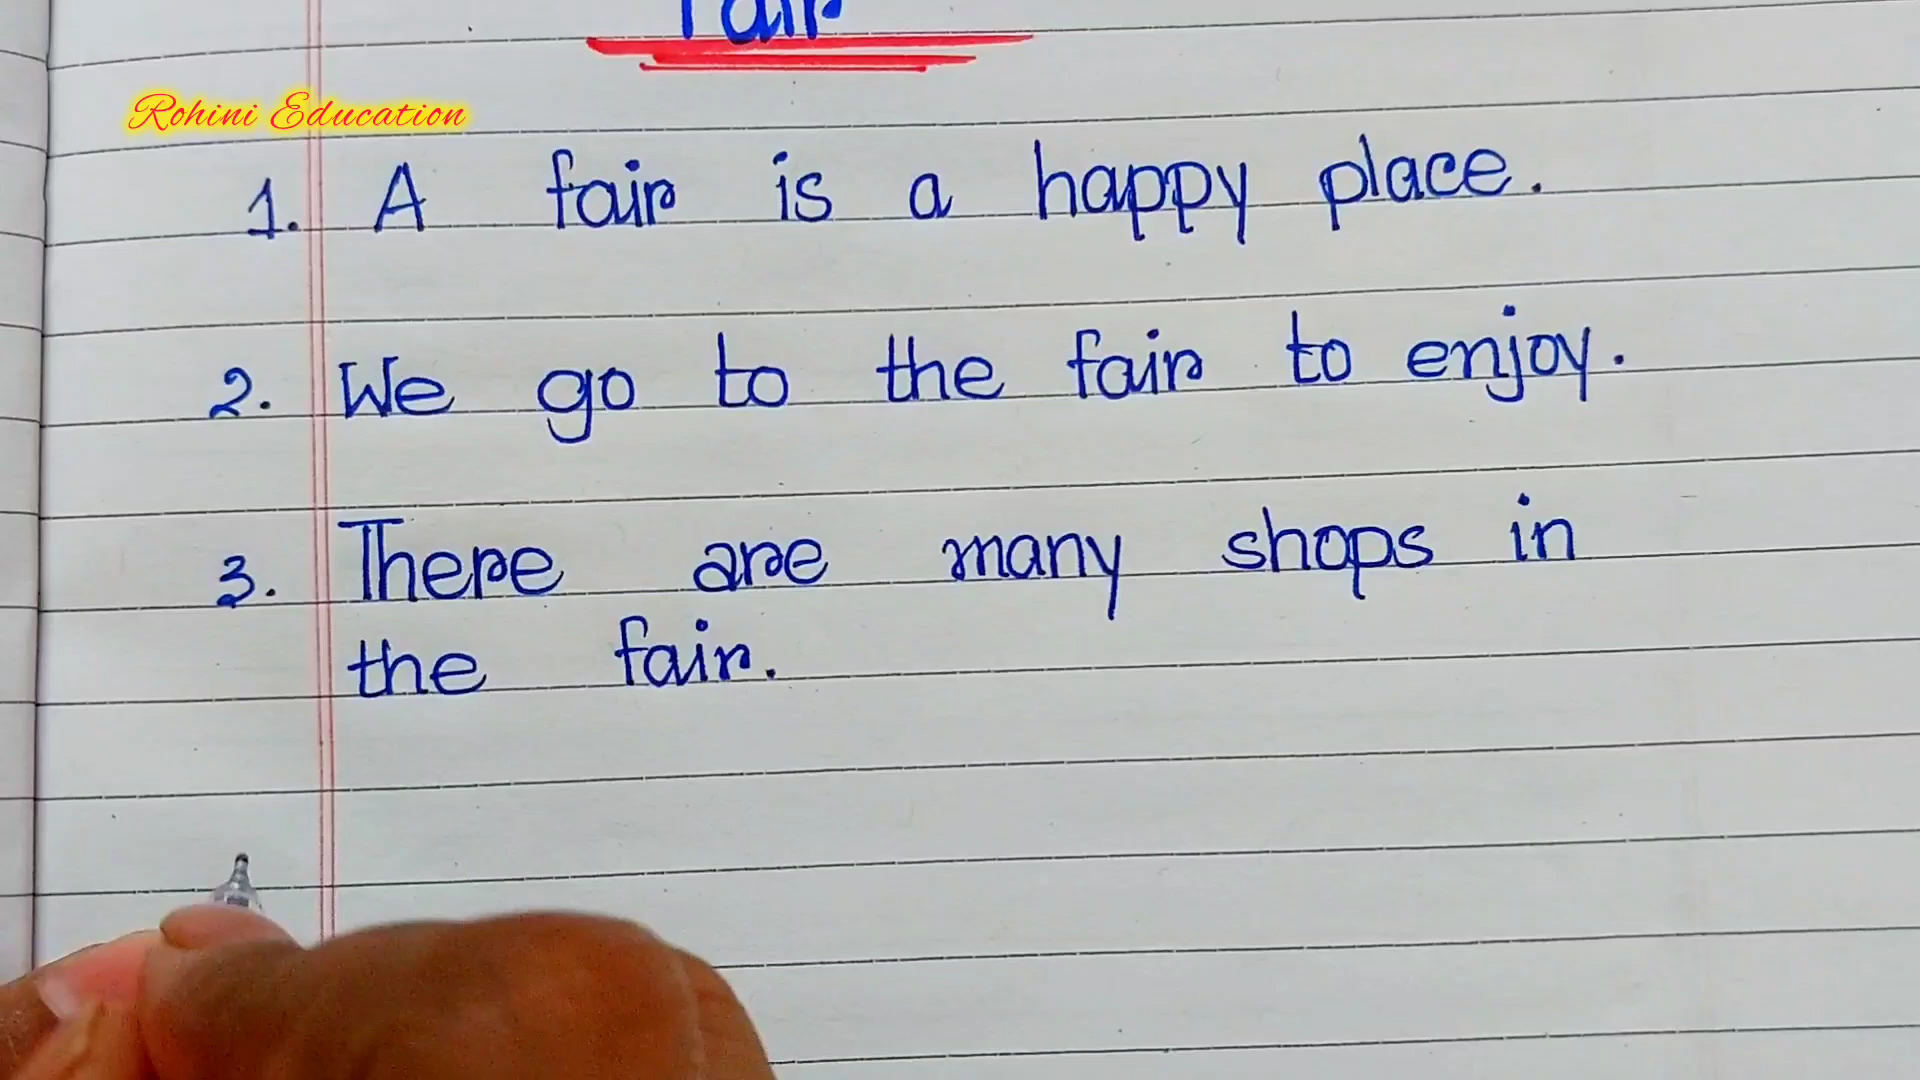 Fair
Rohini Education
1. A fair is a happy place.
2. We go to the fair to enjoy.
3. There are many shops in
the fair.